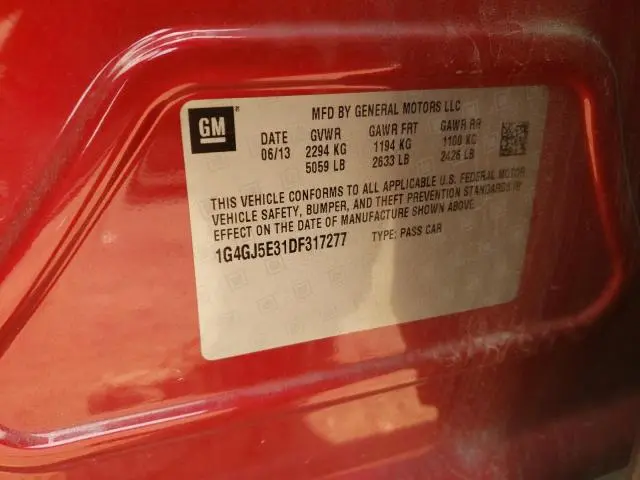 GM
MFD BY GENERAL MOTORS LLC
DATE GVWR GAWR FRT GAWR RR
06/13 2294 KG 1194 KG 1100 KG
5059 LB 2633 LB 2426 LB
THIS VEHICLE CONFORMS TO ALL APPLICABLE U.S. FEDERAL MOTOR
VEHICLE SAFETY, BUMPER, AND THEFT PREVENTION STANDARDS IN
EFFECT ON THE DATE OF MANUFACTURE SHOWN ABOVE.
1G4GJ5E31DF317277 TYPE: PASS CAR